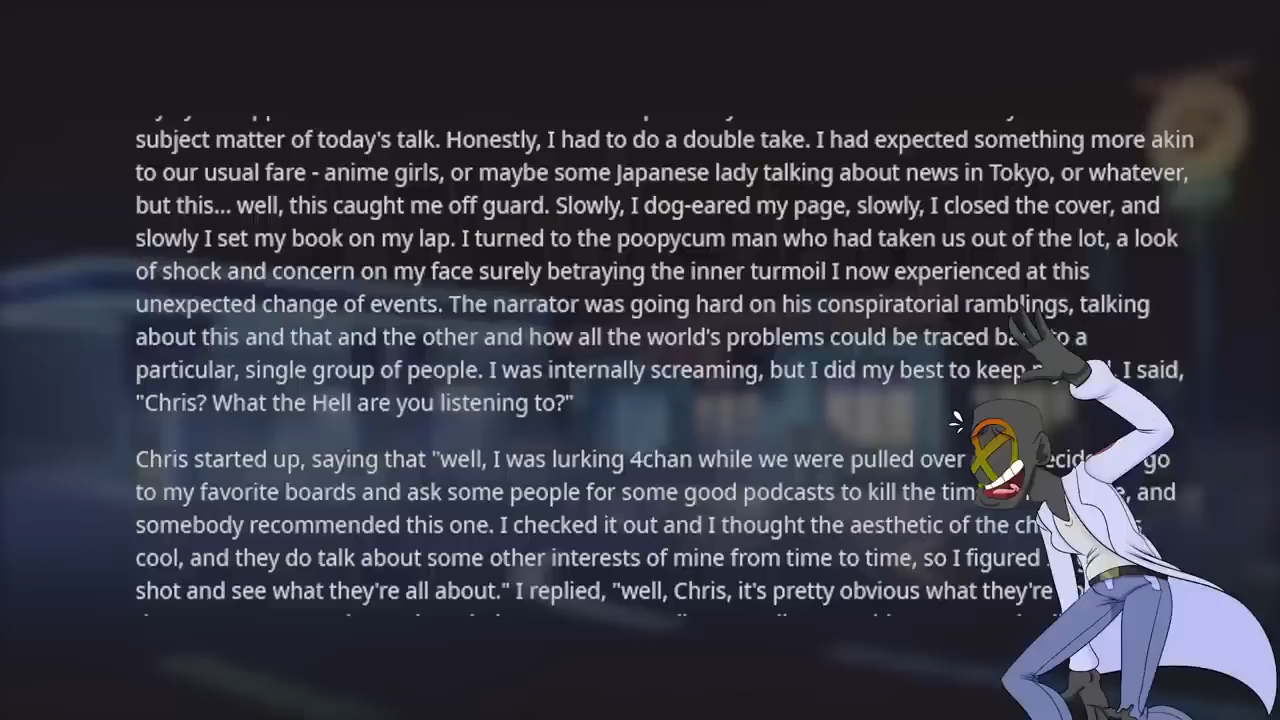 subject matter of today's talk. Honestly, I had to do a double take. I had expected something more akin
to our usual fare - anime girls, or maybe some Japanese lady talking about news in Tokyo, or whatever,
but this... well, this caught me off guard. Slowly, I dog-eared my page, slowly, I closed the cover, and
slowly I set my book on my lap. I turned to the poopycum man who had taken us out of the lot, a look
of shock and concern on my face surely betraying the inner turmoil I now experienced at this
unexpected change of events. The narrator was going hard on his conspiratorial ramblings, talking
about this and that and the other and how all the world's problems could be traced to a
particular, single group of people. I was internally screaming, but I did my best to keep I said,
"Chris? What the Hell are you listening to?"
Chris started up, saying that "well, I was lurking 4chan while we were pulled over go
to my favorite boards and ask some people for some good podcasts to kill the and
somebody recommended this one. I checked it out and I thought the aesthetic of the
cool, and they do talk about some other interests of mine from time to time, so I figured
shot and see what they're all about." I replied, "well, Chris, it's pretty obvious what they're